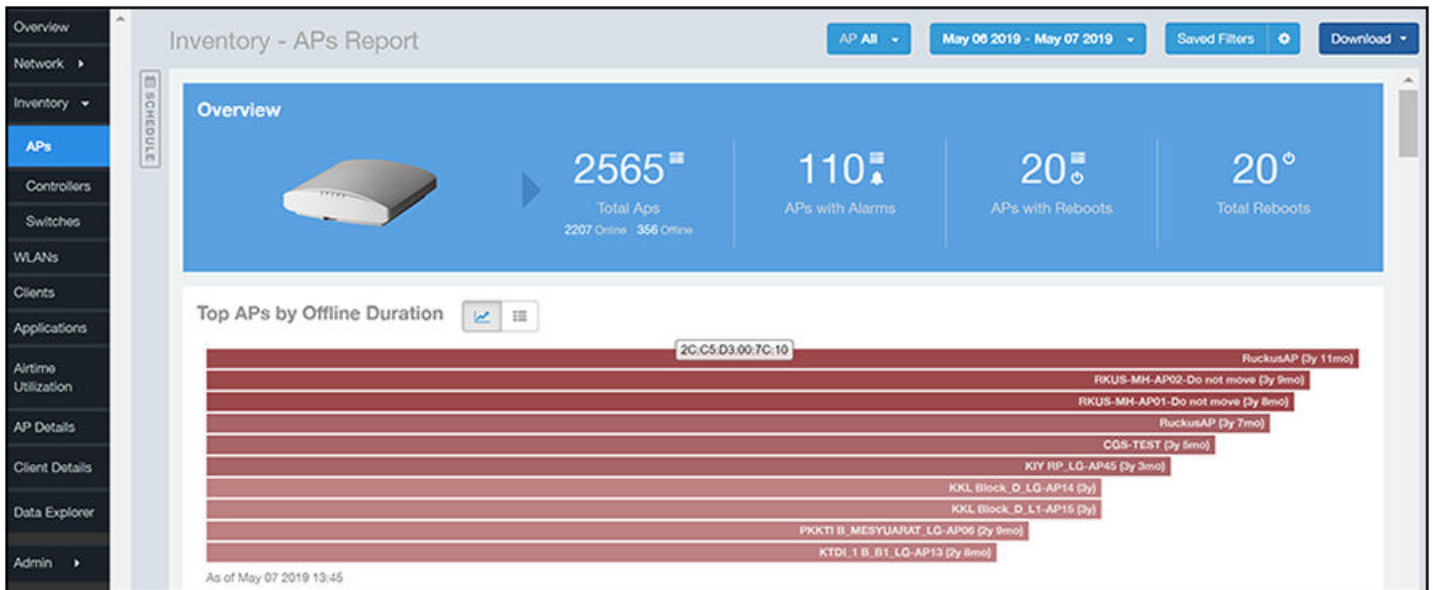 Overview
Network
Inventory
APs
Controllers
Switches
WLANs
Clients
Applications
Airtime
Utilization
AP Details
Client Details
Data Explorer
Admin
SCHEDULE
Inventory - APs Report
AP All
May 06 2019 - May 07 2019
Saved Filters
Download
Overview
2565
Total Aps
2207 Online 356 Offline
110
APs with Alarms
20
APs with Reboots
20
Total Reboots
Top APs by Offline Duration
2C:C5:D3:00:7C:10
RuckusAP (3y 11mo)
RKUS-MH-AP02-Do not move (3y 9mo)
RKUS-MH-AP01-Do not move (3y 8mo)
RuckusAP (3y 7mo)
CGS-TEST (3y 5mo)
KIY RP_LG-AP45 (3y 3mo)
KKL Block_D_LG-AP14 (3y)
KKL Block_D_L1-AP15 (3y)
PKKTI B_MESYUARAT_LG-AP06 (2y 9mo)
KTDI_1 B_B1_LG-AP13 (2y 8mo)
As of May 07 2019 13:45